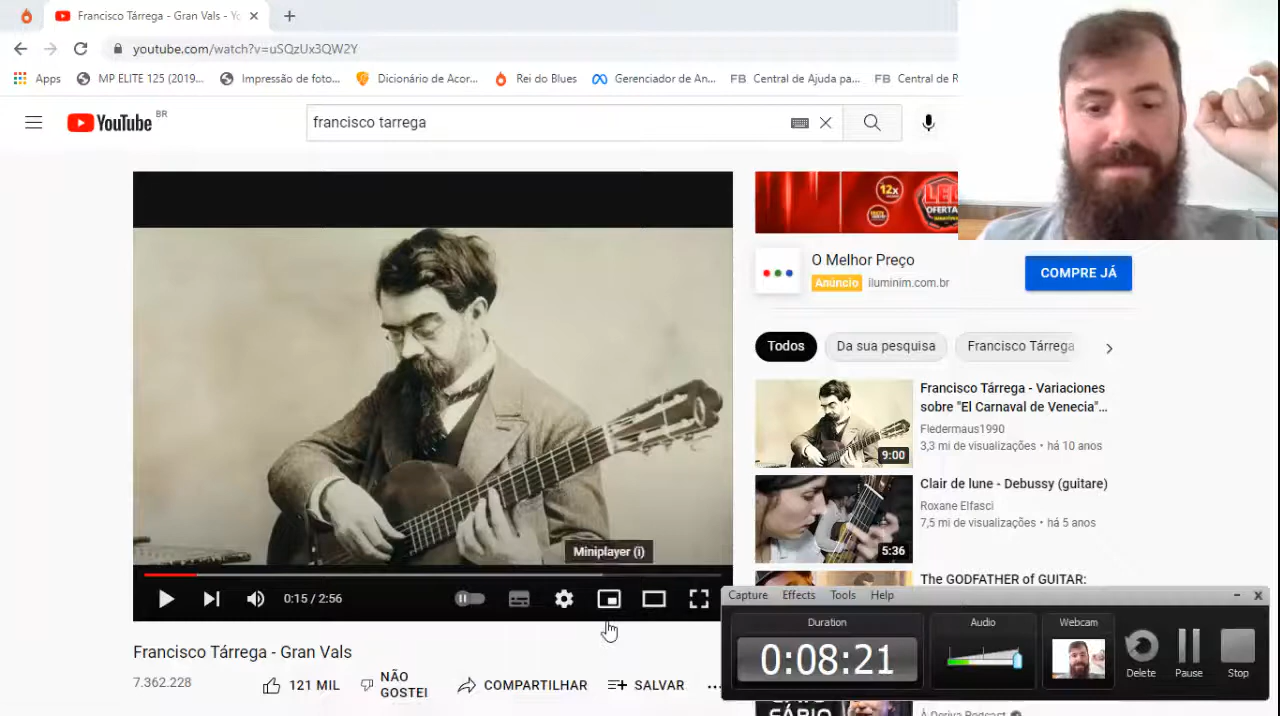 Francisco Tárrega - Gran Vals - Yo
youtube.com/watch?v=uSQzUx3QW2Y
Apps
MP ELITE 125 (2019...
Impressão de foto...
Dicionário de Acor...
Rei do Blues
Gerenciador de An...
FB Central de Ajuda pa...
FB Central de R
YouTube BR
francisco tarrega
12x
OFERTA
O Melhor Preço
Anúncio iluminim.com.br
COMPRE JÁ
Todos
Da sua pesquisa
Francisco Tárrega
Francisco Tárrega - Variaciones
sobre "El Carnaval de Venecia"...
Fledermaus1990
3,3 mi de visualizações • há 10 anos
9:00
Clair de lune - Debussy (guitare)
Roxane Elfasci
7,5 mi de visualizações • há 5 anos
5:36
The GODFATHER of GUITAR:
Miniplayer (i)
0:15 / 2:56
Francisco Tárrega - Gran Vals
7.362.228
121 MIL
NÃO
GOSTEI
COMPARTILHAR
SALVAR
Capture
Effects
Tools
Help
Duration
0:08:21
Audio
Webcam
Delete
Pause
Stop
À Deriva Podcast